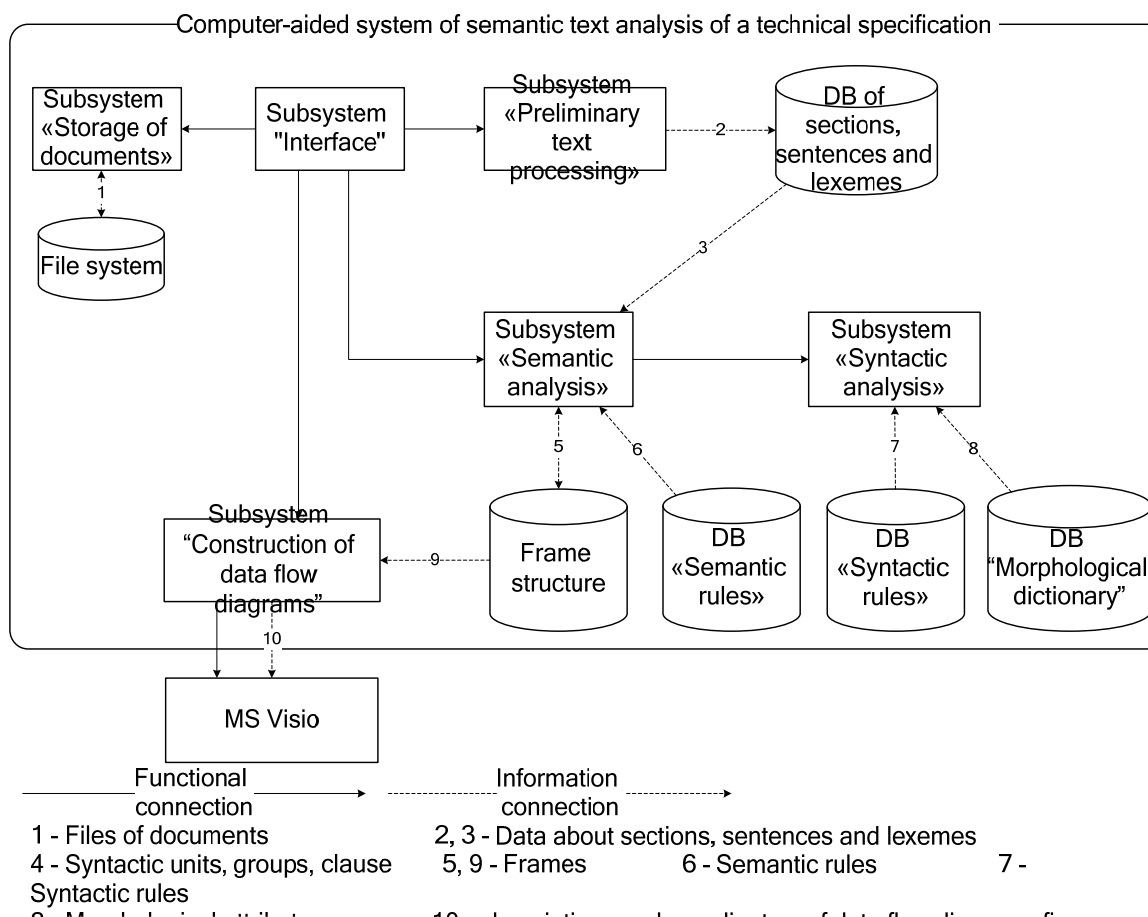 Computer-aided system of semantic text analysis of a technical specification
Subsystem
«Storage of
documents»
Subsystem
"Interface"
Subsystem
«Preliminary
text
processing»
2
DB of
sections,
sentences and
lexemes
1
File system
3
Subsystem
«Semantic
analysis»
Subsystem
«Syntactic
analysis»
5
6
7
8
Subsystem
“Construction of
data flow
diagrams”
9
Frame
structure
DB
«Semantic
rules»
DB
«Syntactic
rules»
DB
“Morphological
dictionary”
10
MS Visio
Functional
connection
Information
connection
1 - Files of documents 2, 3 - Data about sections, sentences and lexemes
4 - Syntactic units, groups, clause 5, 9 - Frames 6 - Semantic rules 7 -
Syntactic rules